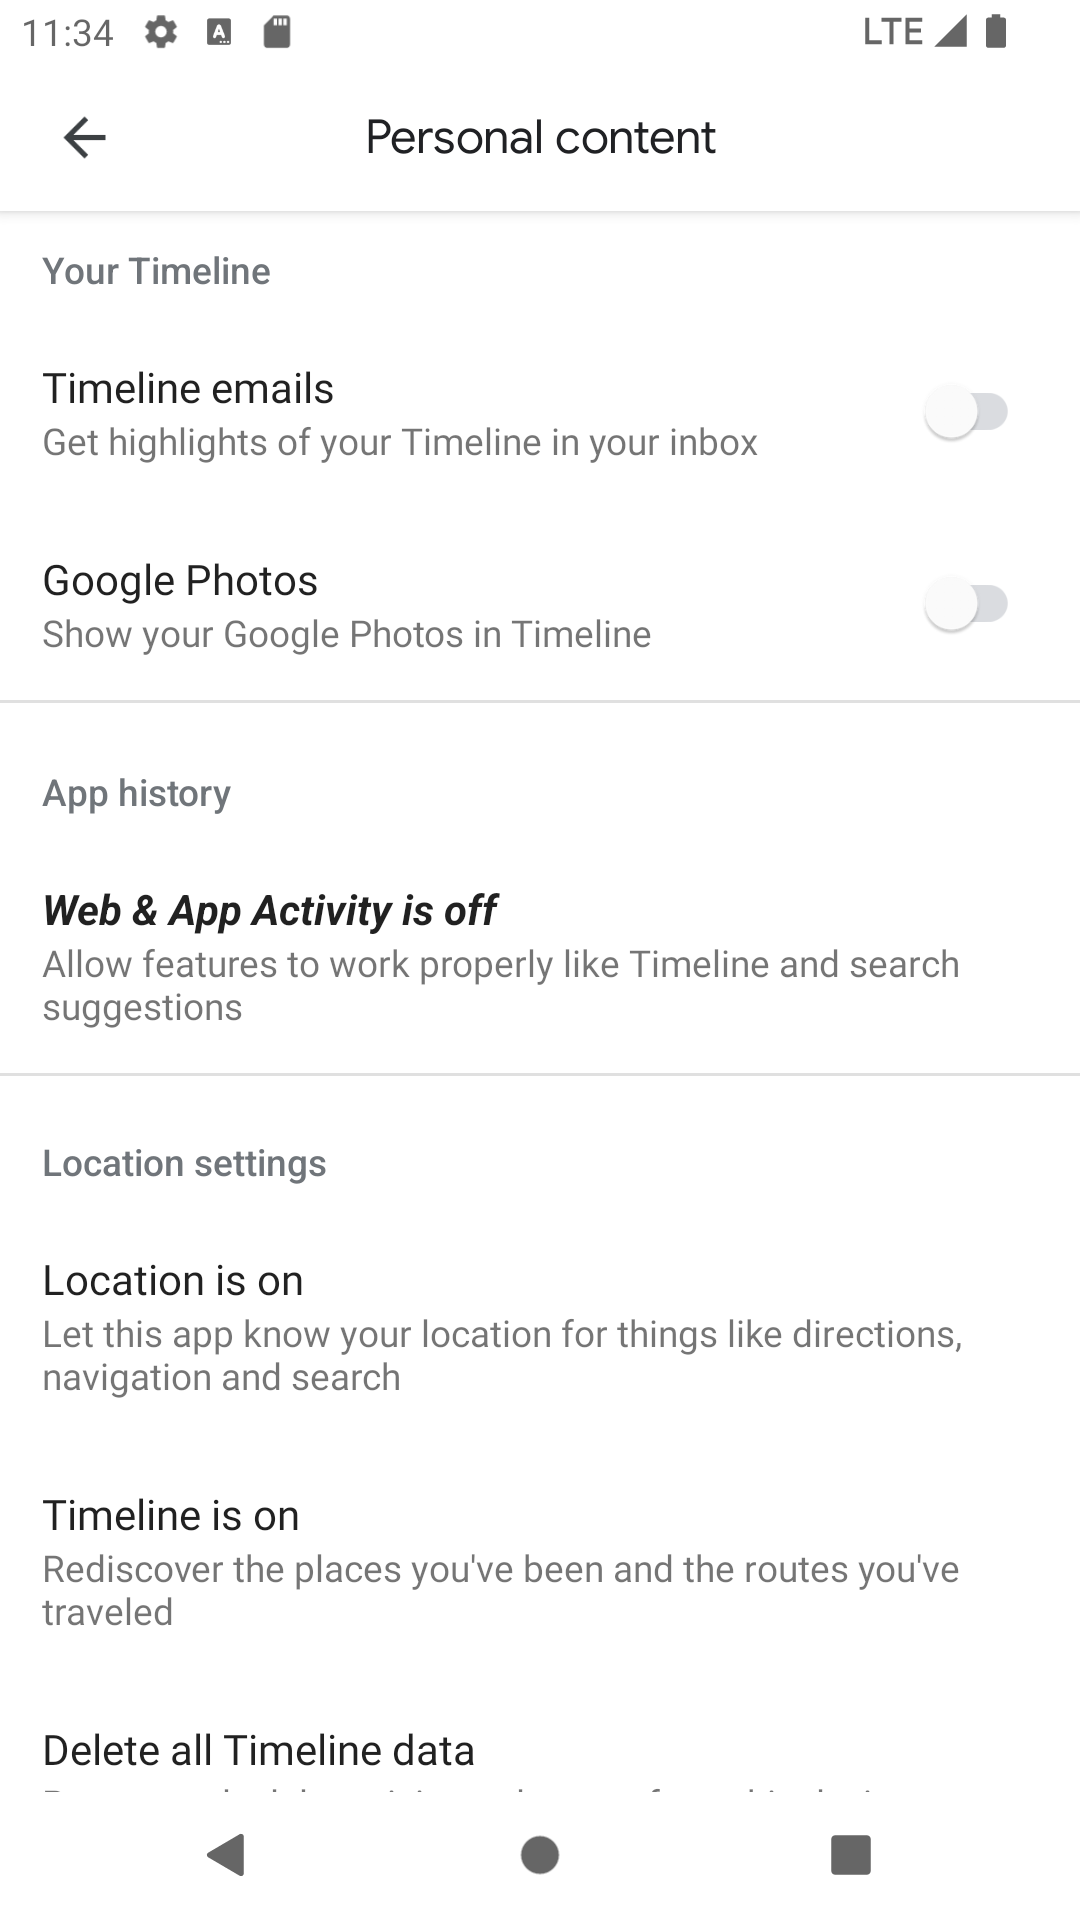 11:34
LTE
Personal content
Your Timeline
Timeline emails
Get highlights of your Timeline in your inbox
Google Photos
Show your Google Photos in Timeline
App history
Web & App Activity is off
Allow features to work properly like Timeline and search
suggestions
Location settings
Location is on
Let this app know your location for things like directions,
navigation and search
Timeline is on
Rediscover the places you've been and the routes you've
traveled
Delete all Timeline data